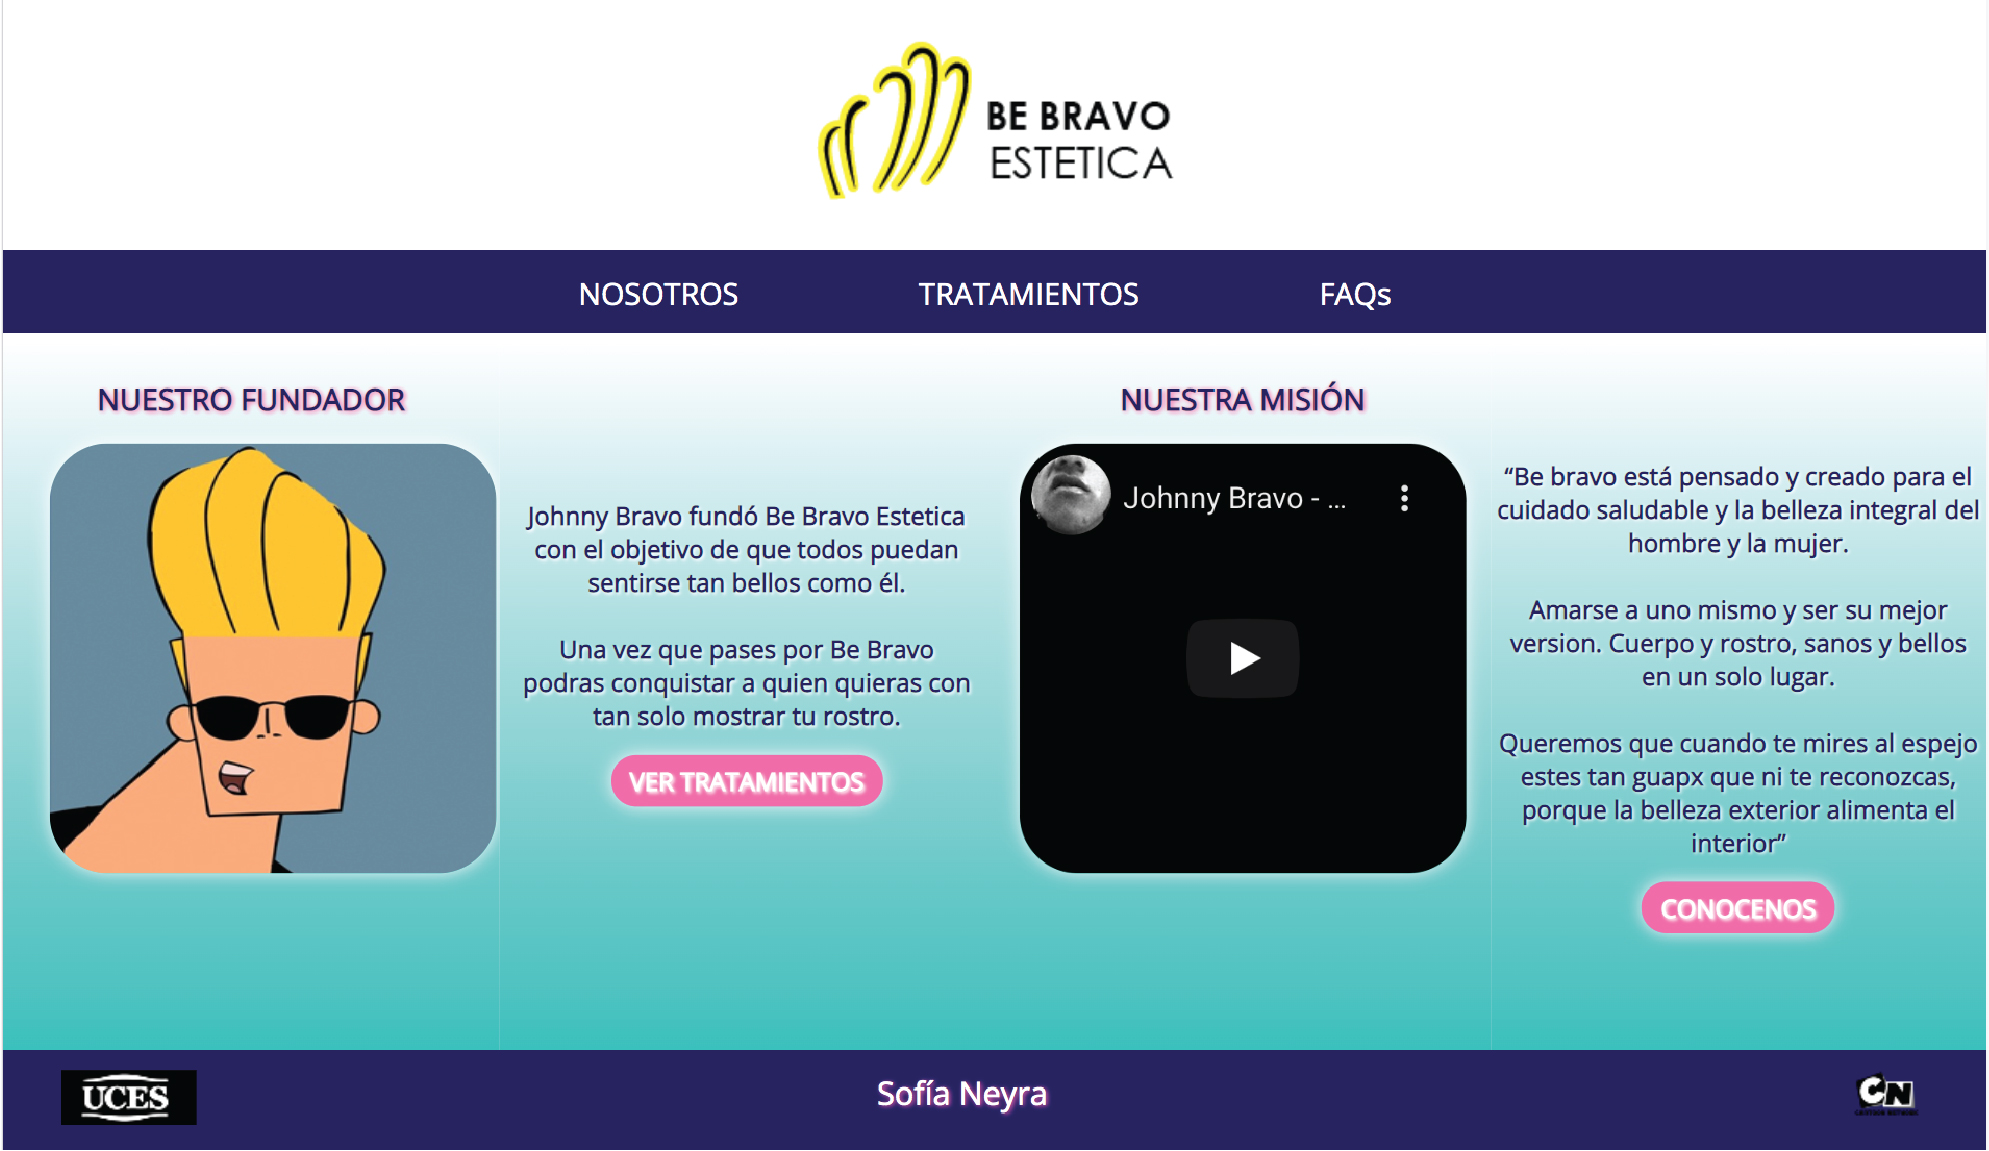 BE BRAVO
ESTETICA
NOSOTROS
TRATAMIENTOS
FAQs
NUESTRO FUNDADOR
Johnny Bravo fundó Be Bravo Estetica
con el objetivo de que todos puedan
sentirse tan bellos como él.
Una vez que pases por Be Bravo
podras conquistar a quien quieras con
tan solo mostrar tu rostro.
VER TRATAMIENTOS
NUESTRA MISIÓN
Johnny Bravo - ...
“Be bravo está pensado y creado para el
cuidado saludable y la belleza integral del
hombre y la mujer.
Amarse a uno mismo y ser su mejor
version. Cuerpo y rostro, sanos y bellos
en un solo lugar.
Queremos que cuando te mires al espejo
estes tan guapx que ni te reconozcas,
porque la belleza exterior alimenta el
interior”
CONOCENOS
UCES
Sofía Neyra
CN
CARTOON NETWORK